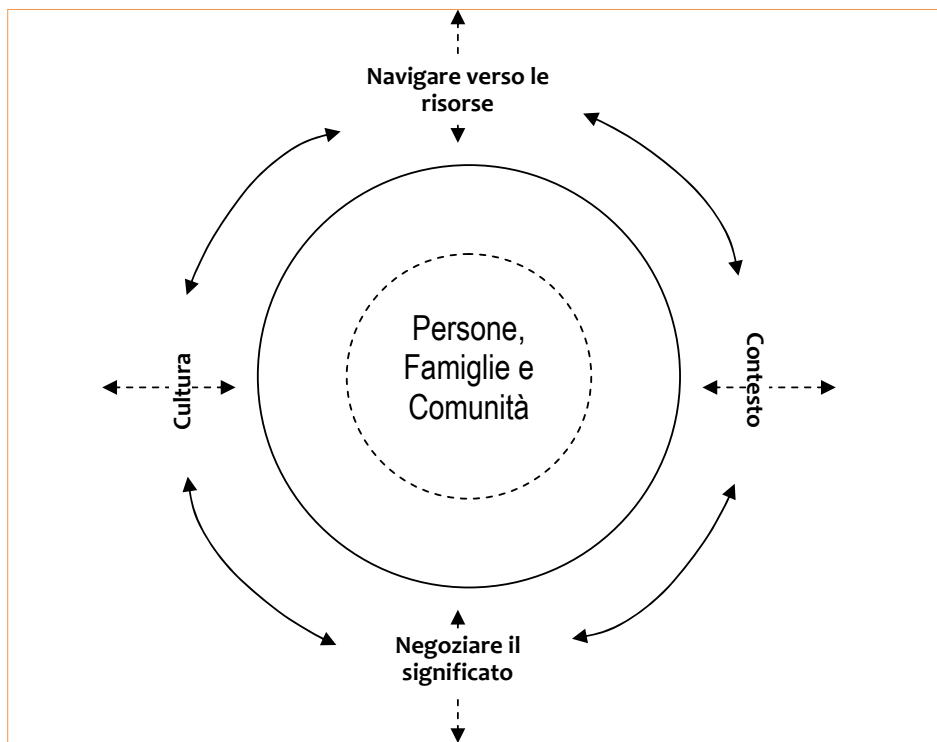 Navigare verso le
risorse
Cultura
Persone,
Famiglie e
Comunità
Contesto
Negoziare il
significato